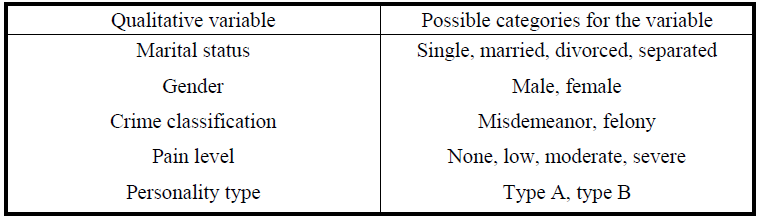 Qualitative variable Possible categories for the variable
Marital status Single, married, divorced, separated
Gender Male, female
Crime classification Misdemeanor, felony
Pain level None, low, moderate, severe
Personality type Type A, type B